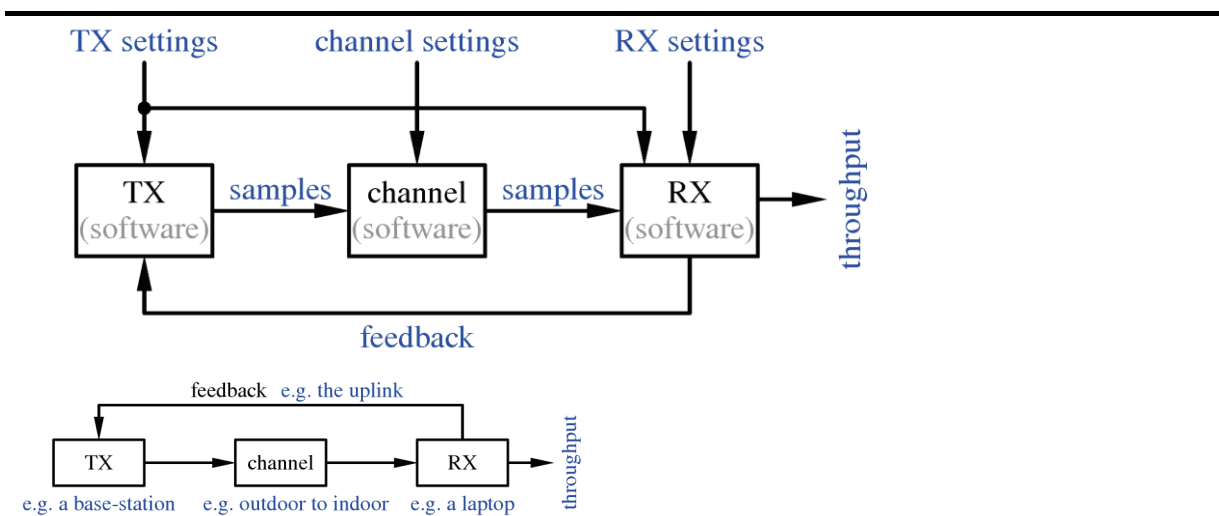 TX settings
channel settings
RX settings
TX
(software)
samples
channel
(software)
samples
RX
(software)
throughput
feedback
feedback e.g. the uplink
TX
channel
RX
throughput
e.g. a base-station
e.g. outdoor to indoor
e.g. a laptop